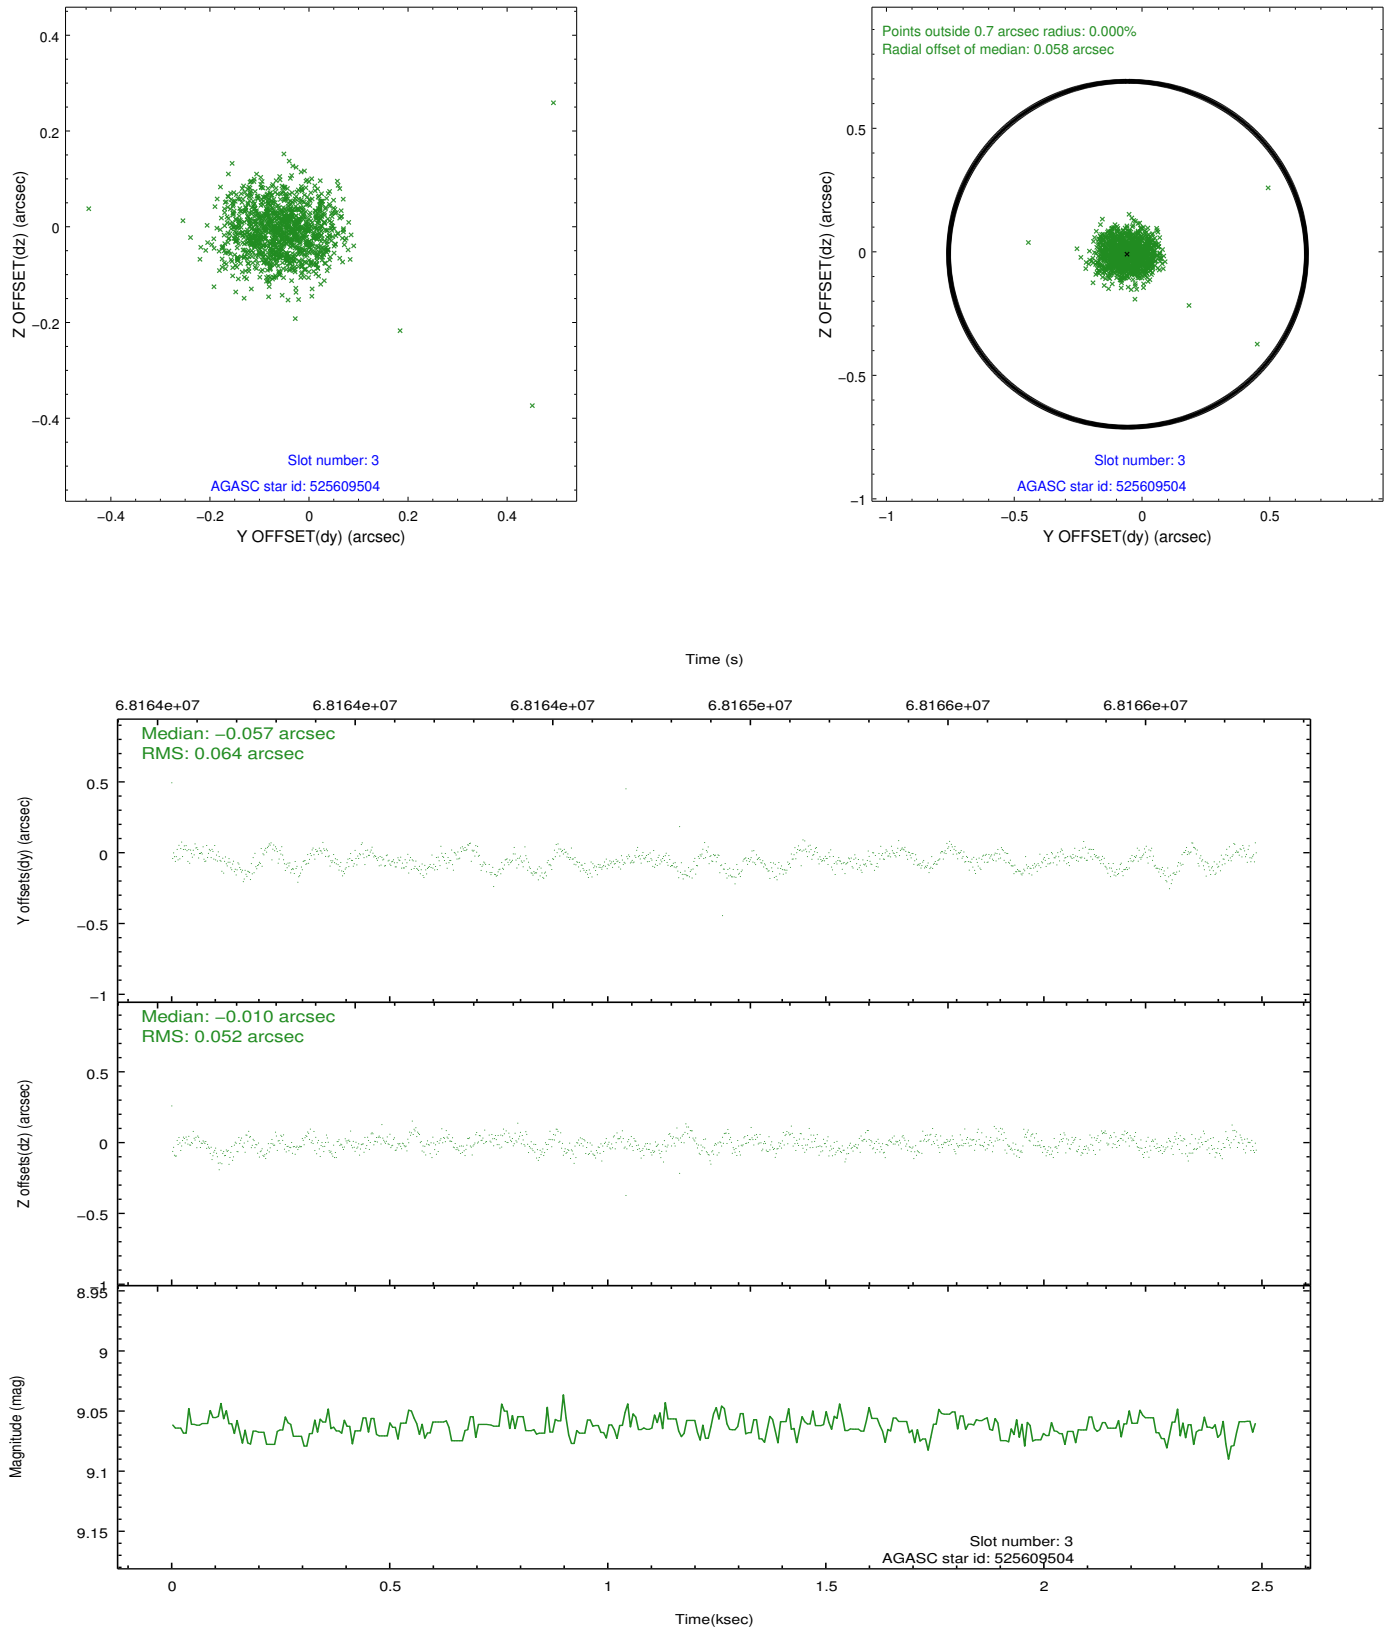 0.4
0.2
0
−0.2
−0.4
Z OFFSET(dz) (arcsec)
Slot number: 3
AGASC star id: 525609504
−0.4 −0.2 0 0.2 0.4
Y OFFSET(dy) (arcsec)
Points outside 0.7 arcsec radius: 0.000%
Radial offset of median: 0.058 arcsec
0.5
0
−0.5
−1
Z OFFSET(dz) (arcsec)
Slot number: 3
AGASC star id: 525609504
−1 −0.5 0 0.5
Y OFFSET(dy) (arcsec)
Time (s)
6.8164e+07 6.8164e+07 6.8164e+07 6.8165e+07 6.8166e+07 6.8166e+07
Median: −0.057 arcsec
RMS: 0.064 arcsec
0.5
0
−0.5
−1
Y offsets(dy) (arcsec)
Median: −0.010 arcsec
RMS: 0.052 arcsec
0.5
0
−0.5
−1
Z offsets(dz) (arcsec)
8.95
9
9.05
9.1
9.15
Magnitude (mag)
Slot number: 3
AGASC star id: 525609504
0 0.5 1 1.5 2 2.5
Time(ksec)